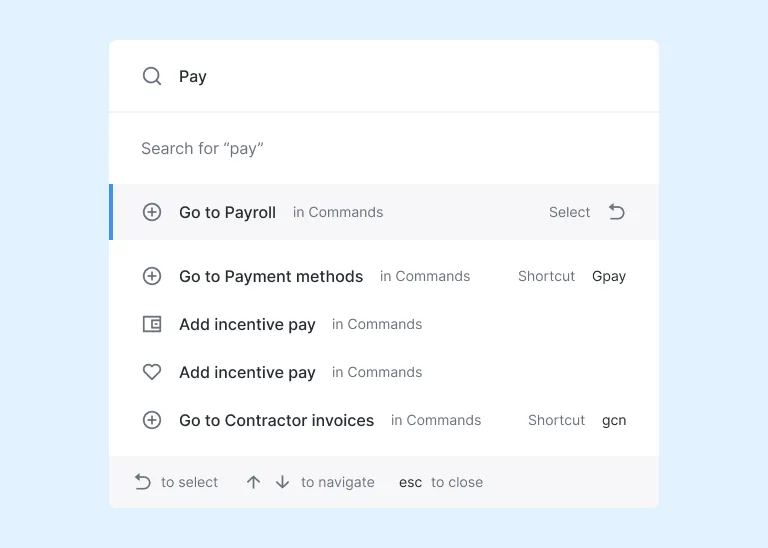 Pay
Search for “pay”
Go to Payroll in Commands Select
Go to Payment methods in Commands Shortcut Gpay
Add incentive pay in Commands
Add incentive pay in Commands
Go to Contractor invoices in Commands Shortcut gcn
to select to navigate esc to close